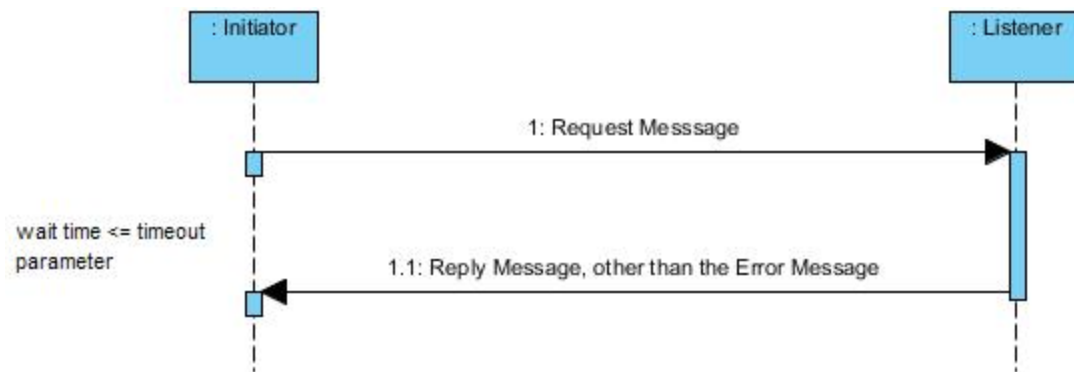 : Initiator
: Listener
1: Request Messsage
wait time <= timeout
parameter
1.1: Reply Message, other than the Error Message